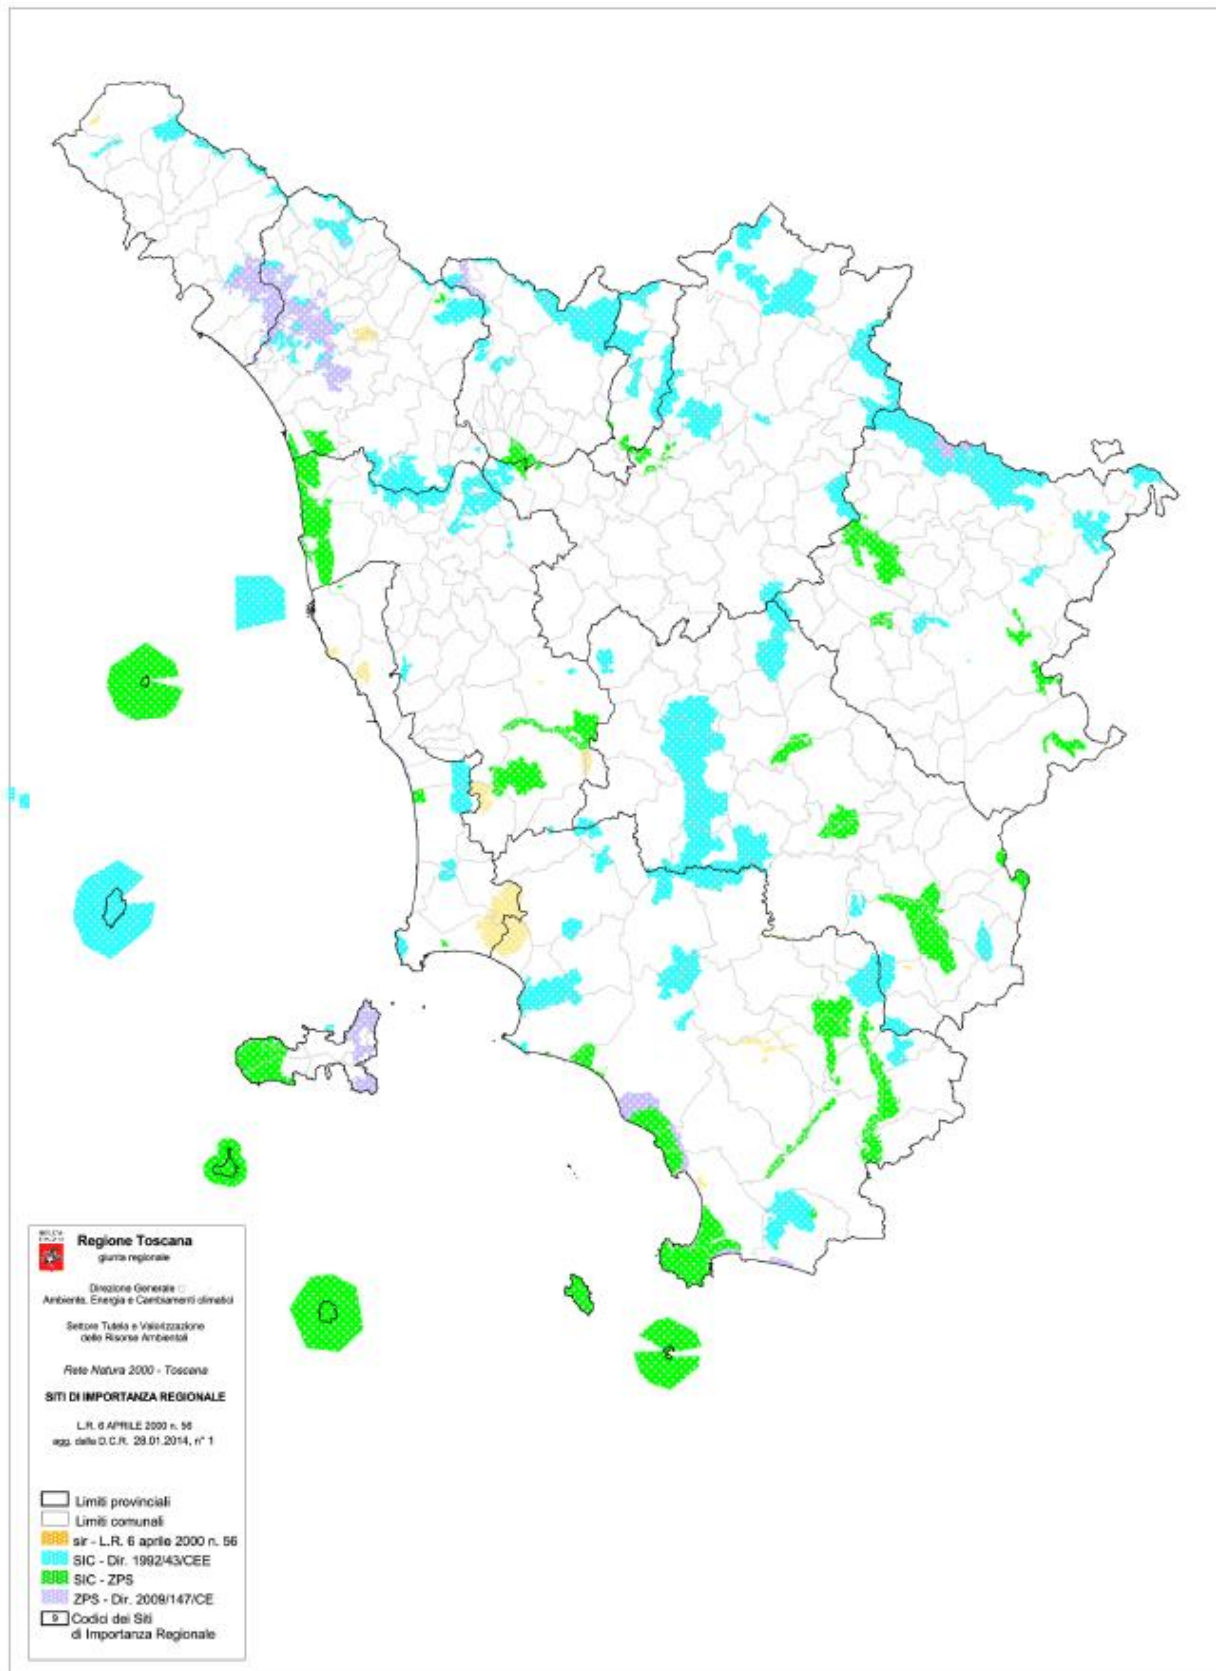 Regione Toscana
giunta regionale
Direzione Generale
Ambiente, Energia e Cambiamenti climatici
Settore Tutela e Valorizzazione
delle Risorse Ambientali
Rete Natura 2000 - Toscana
SITI DI IMPORTANZA REGIONALE
L.R. 6 APRILE 2000 n. 56
agg. dalla D.C.R. 28.01.2014, n° 1
Limiti provinciali
Limiti comunali
sir - L.R. 6 aprile 2000 n. 56
SIC - Dir. 1992/43/CEE
SIC - ZPS
ZPS - Dir. 2009/147/CE
9 Codici dei Siti
di Importanza Regionale